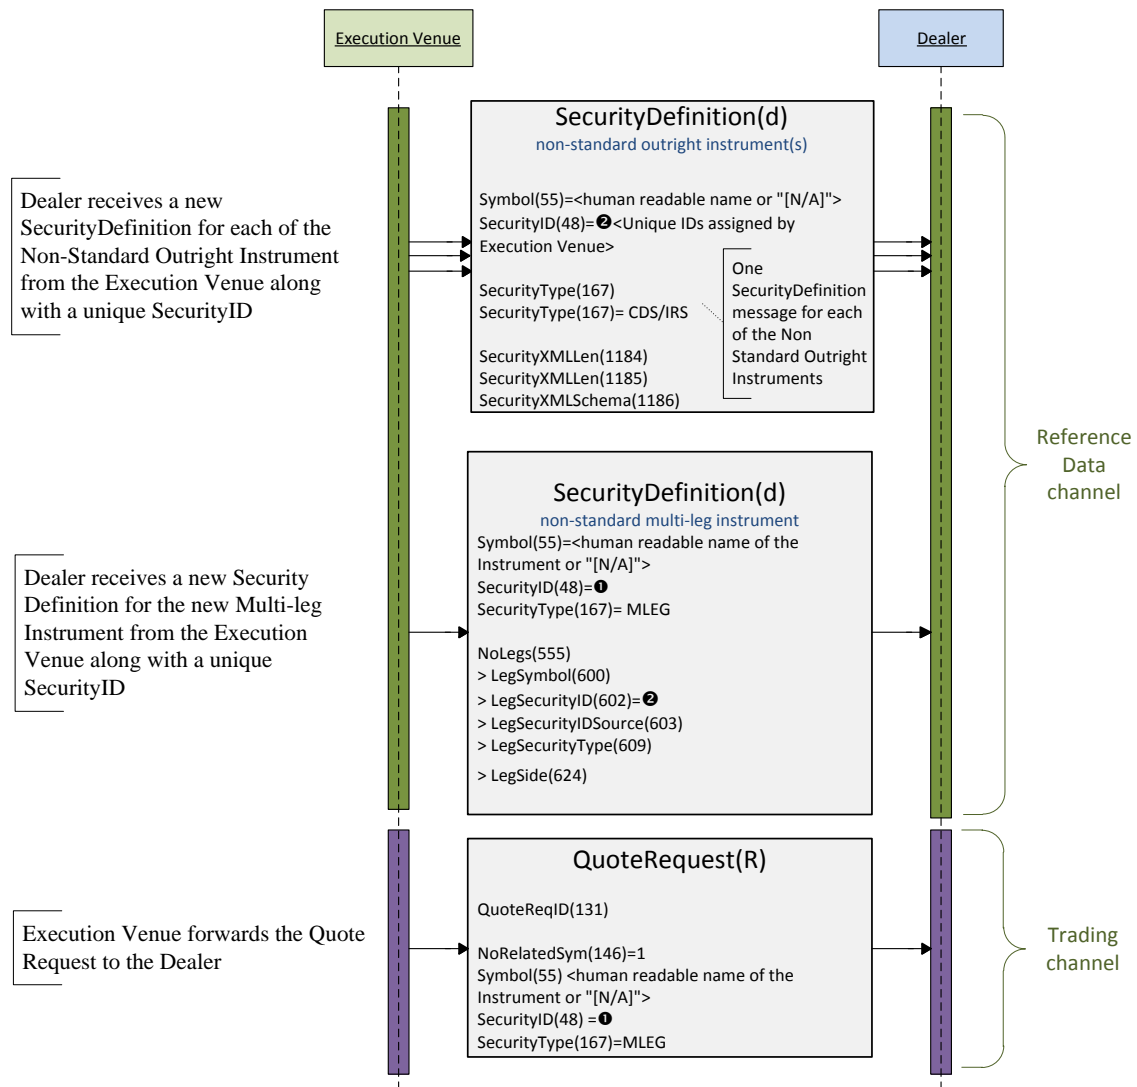 Execution Venue
Dealer
SecurityDefinition(d)
non-standard outright instrument(s)
Symbol(55)=<human readable name or "[N/A]">
SecurityID(48)=❷<Unique IDs assigned by
Execution Venue>
SecurityType(167)
SecurityType(167)= CDS/IRS
SecurityXMLLen(1184)
SecurityXMLLen(1185)
SecurityXMLSchema(1186)
One
SecurityDefinition
message for each
of the Non
Standard Outright
Instruments
Dealer receives a new
SecurityDefinition for each of the
Non-Standard Outright Instrument
from the Execution Venue along
with a unique SecurityID
Reference
Data
channel
SecurityDefinition(d)
non-standard multi-leg instrument
Symbol(55)=<human readable name of the
Instrument or "[N/A]">
SecurityID(48)=❶
SecurityType(167)= MLEG
NoLegs(555)
> LegSymbol(600)
> LegSecurityID(602)=❷
> LegSecurityIDSource(603)
> LegSecurityType(609)
> LegSide(624)
Dealer receives a new Security
Definition for the new Multi-leg
Instrument from the Execution
Venue along with a unique
SecurityID
QuoteRequest(R)
QuoteReqID(131)
NoRelatedSym(146)=1
Symbol(55) <human readable name of the
Instrument or "[N/A]">
SecurityID(48) =❶
SecurityType(167)=MLEG
Execution Venue forwards the Quote
Request to the Dealer
Trading
channel